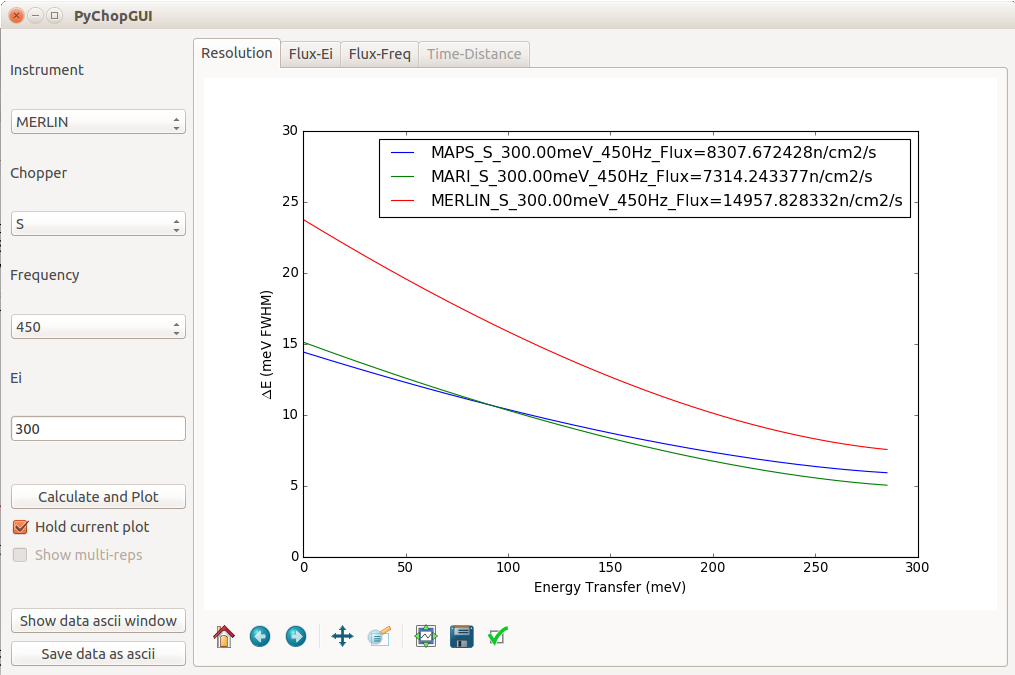 PyChopGUI
Instrument
MERLIN
Chopper
S
Frequency
450
Ei
300
Calculate and Plot
Hold current plot
Show multi-reps
Show data ascii window
Save data as ascii
Resolution Flux-Ei Flux-Freq Time-Distance
MAPS_S_300.00meV_450Hz_Flux=8307.672428n/cm2/s
MARI_S_300.00meV_450Hz_Flux=7314.243377n/cm2/s
MERLIN_S_300.00meV_450Hz_Flux=14957.828332n/cm2/s
ΔE (meV FWHM)
30
25
20
15
10
5
0
0 50 100 150 200 250 300
Energy Transfer (meV)